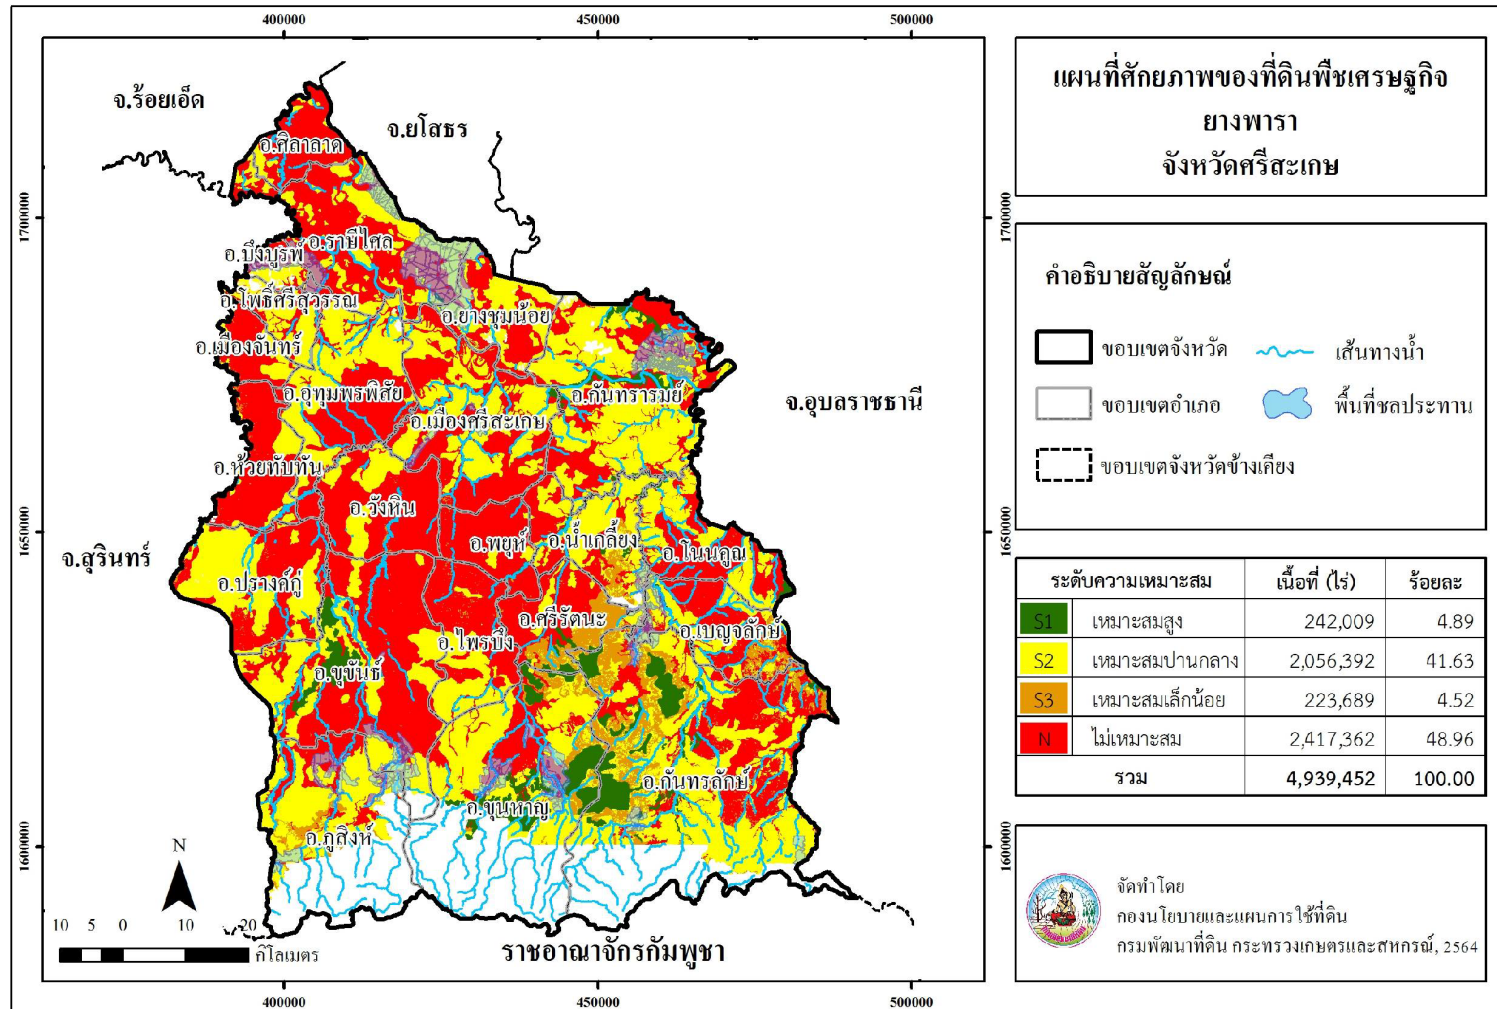 400000 450000 500000
แผนที่ศักยภาพของที่ดินพืชเศรษฐกิจ
ยางพารา
จังหวัดศรีสะเกษ
จ.ร้อยเอ็ด
จ.ยโสธร
อ.ศิลาลาด
1700000
1700000
อ.ราษีไศล
อ.บึงบูรพ์
อ.โพธิ์ศรีสุวรรณ
อ.ยางชุมน้อย
อ.เมืองจันทร์
อ.อุทุมพรพิสัย
อ.กันทรารมย์
จ.อุบลราชธานี
อ.เมืองศรีสะเกษ
อ.ห้วยทับทัน
อ.วังหิน
1650000
1650000
อ.พยุห์
อ.น้ำเกลี้ยง
อ.โนนคูณ
จ.สุรินทร์
อ.ปรางค์กู่
อ.ศรีรัตนะ
อ.เบญจลักษ์
อ.ไพรบึง
อ.ขุขันธ์
อ.กันทรลักษ์
อ.ขุนหาญ
อ.ภูสิงห์
1600000
1600000
N
10 5 0 10 20
กิโลเมตร
ราชอาณาจักรกัมพูชา
400000 450000 500000
คำอธิบายสัญลักษณ์
ขอบเขตจังหวัด เส้นทางน้ำ
ขอบเขตอำเภอ พื้นที่ชลประทาน
ขอบเขตจังหวัดข้างเคียง
ระดับความเหมาะสม เนื้อที่ (ไร่) ร้อยละ
S1 เหมาะสมสูง 242,009 4.89
S2 เหมาะสมปานกลาง 2,056,392 41.63
S3 เหมาะสมเล็กน้อย 223,689 4.52
N ไม่เหมาะสม 2,417,362 48.96
รวม 4,939,452 100.00
จัดทำโดย
กองนโยบายและแผนการใช้ที่ดิน
กรมพัฒนาที่ดิน กระทรวงเกษตรและสหกรณ์, 2564